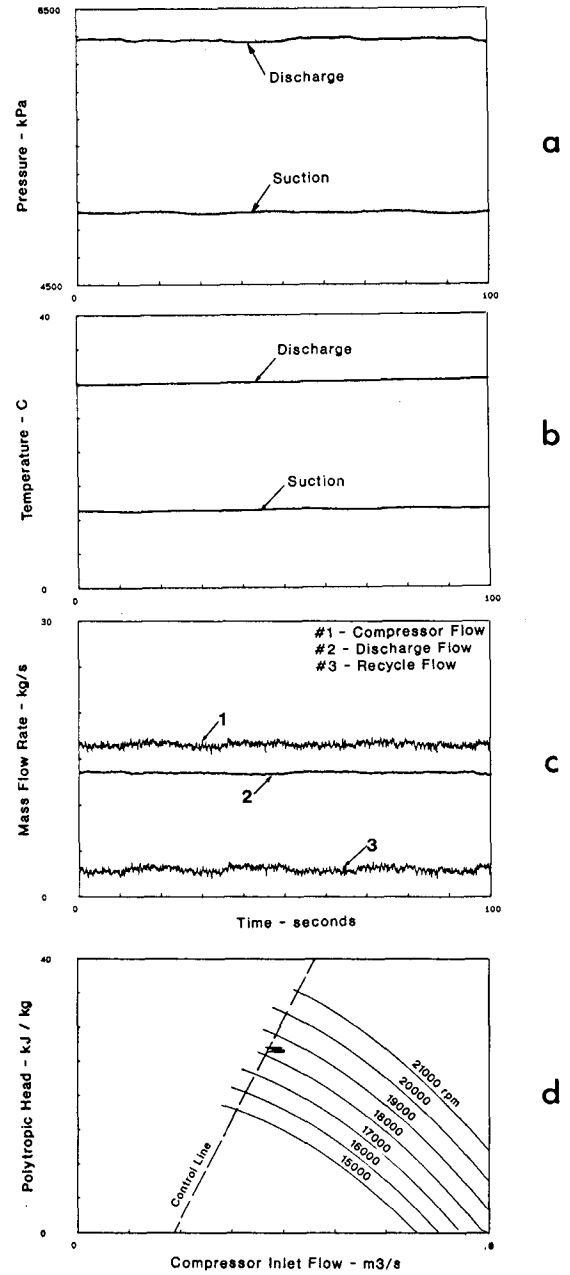 6500
Discharge
Pressure - kPa
a
Suction
4500
0
100
40
Discharge
Temperature - C
b
Suction
0
0
100
30
#1 - Compressor Flow
#2 - Discharge Flow
#3 - Recycle Flow
Mass Flow Rate - kg/s
1
c
2
3
0
0
100
Time - seconds
40
Polytropic Head - kJ / kg
21000 rpm
20000
19000
18000
17000
16000
15000
d
Control Line
0
0
.8
Compressor Inlet Flow - m3/s